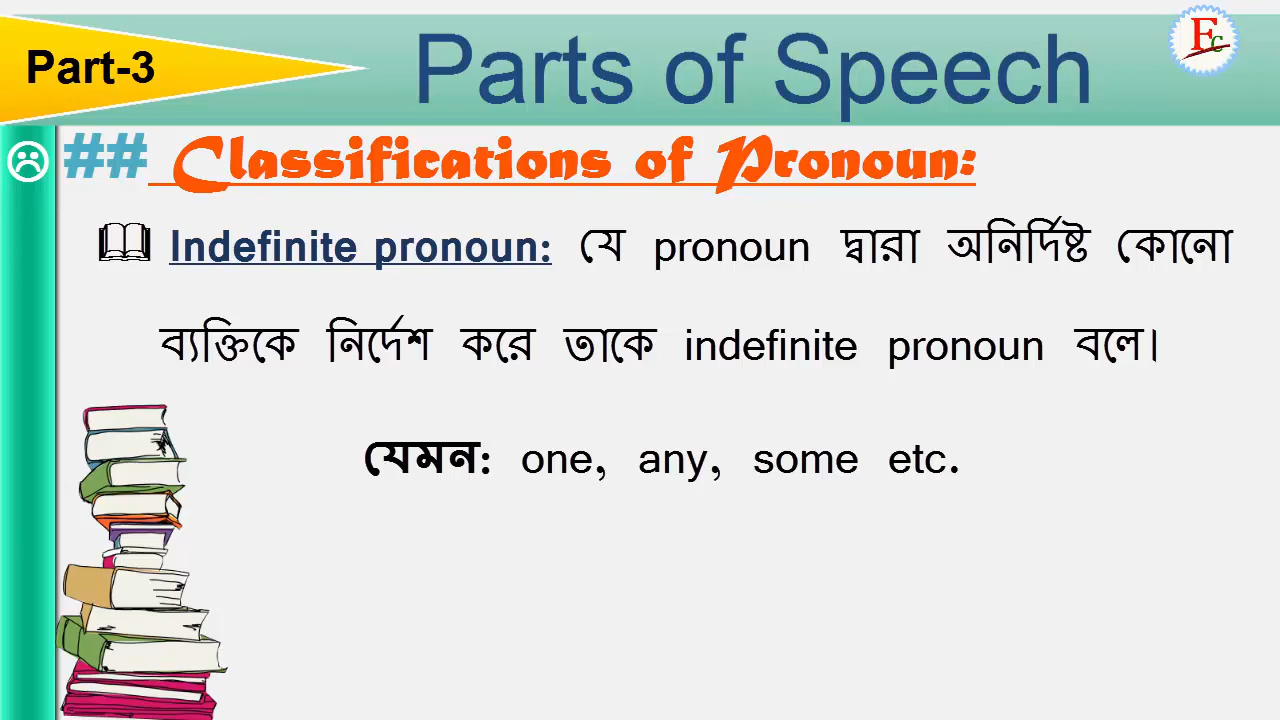 Part-3
Parts of Speech
Fc
## Classifications of Pronoun:
Indefinite pronoun: যে pronoun দ্বারা অনির্দিষ্ট কোনো
ব্যক্তিকে নির্দেশ করে তাকে indefinite pronoun বলে।
যেমন: one, any, some etc.